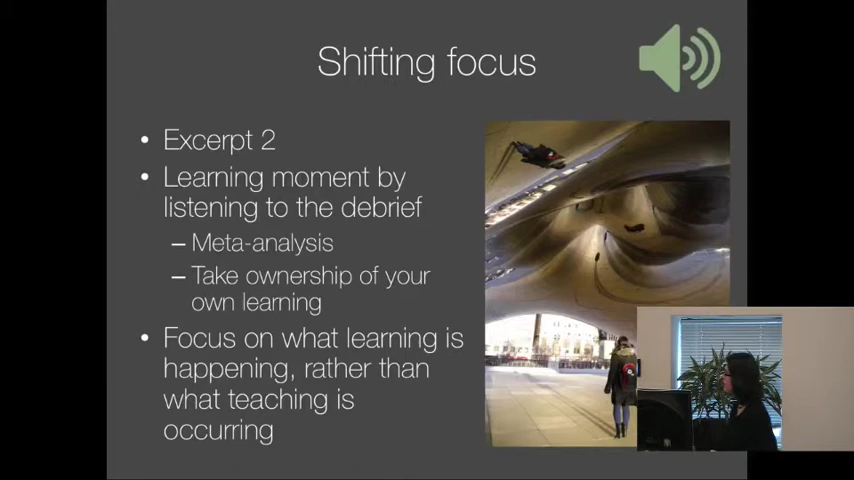 Shifting focus
• Excerpt 2
• Learning moment by
listening to the debrief
– Meta-analysis
– Take ownership of your
own learning
• Focus on what learning is
happening, rather than
what teaching is
occurring